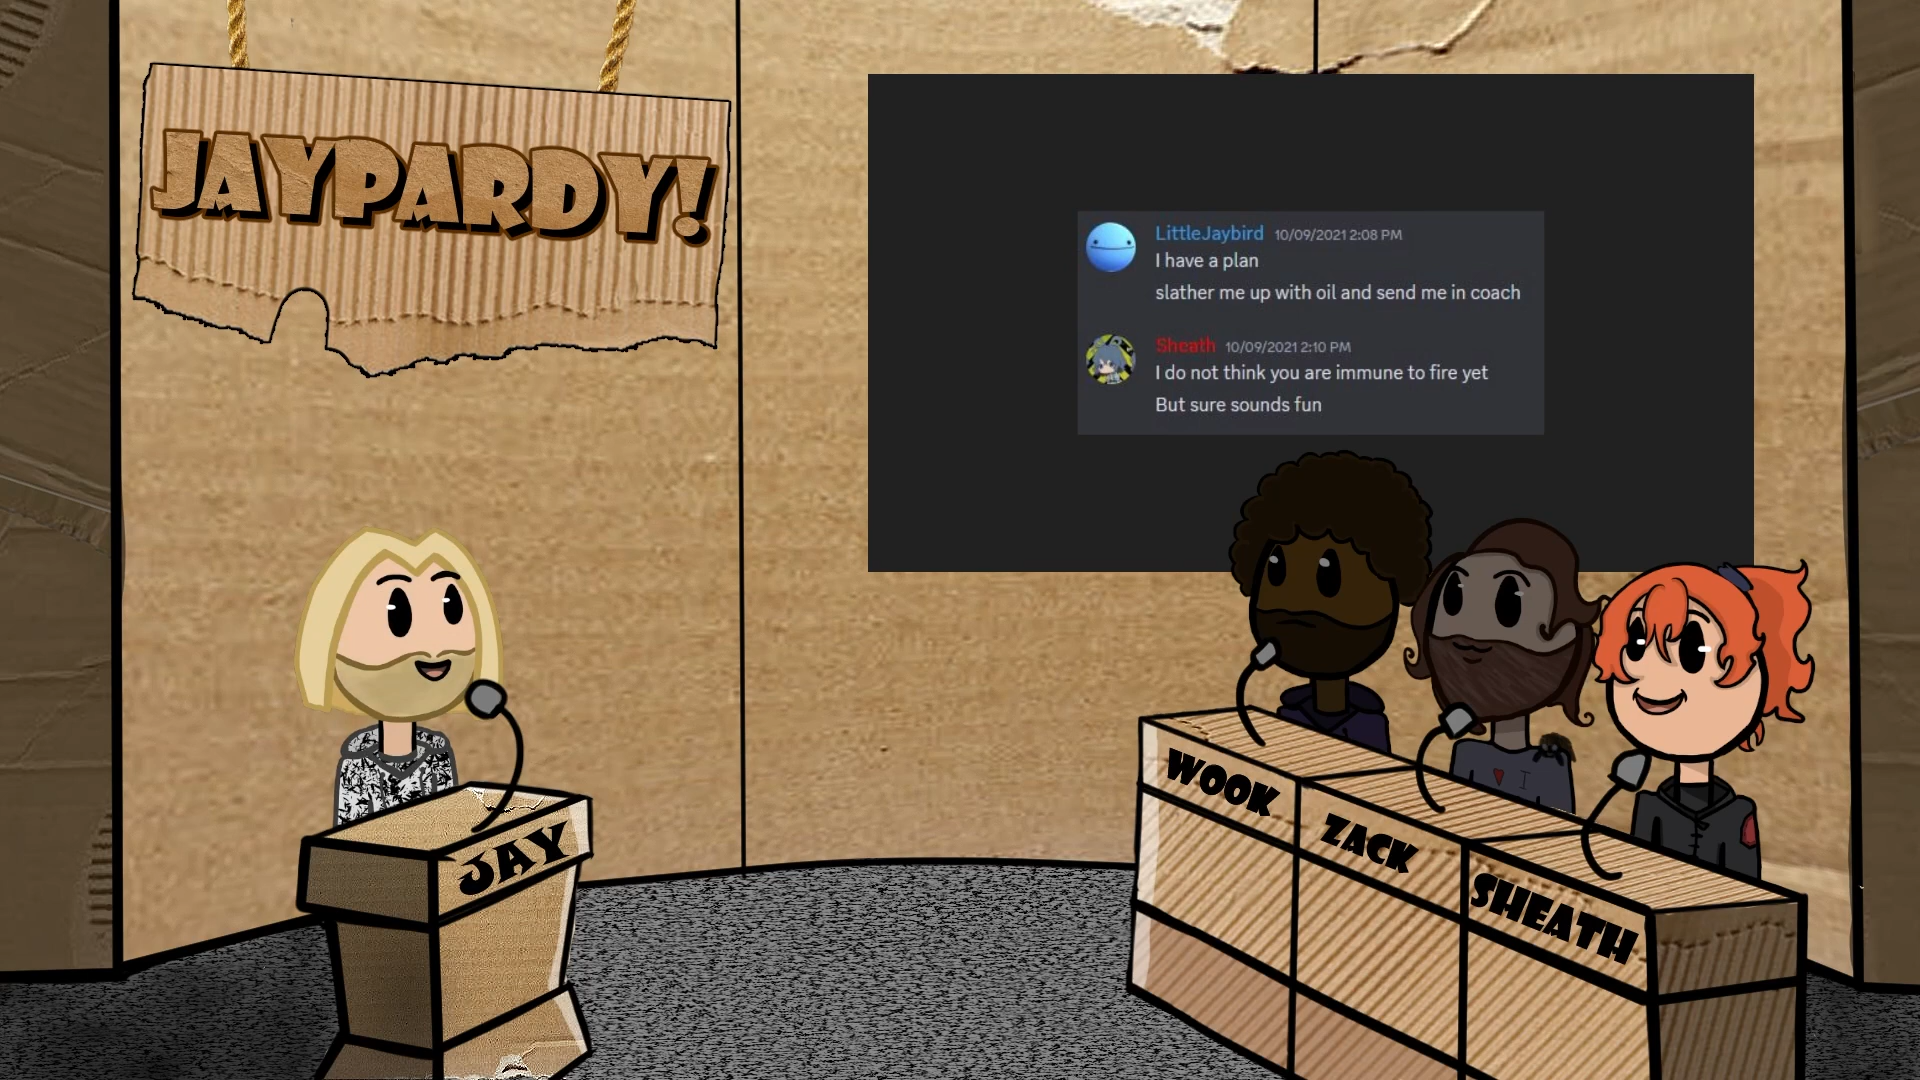 JAYPARDY!
LittleJaybird 10/09/2021 2:08 PM
I have a plan
slather me up with oil and send me in coach
Sheath 10/09/2021 2:10 PM
I do not think you are immune to fire yet
But sure sounds fun
JAY
WOOK
ZACK
SHEATH
I